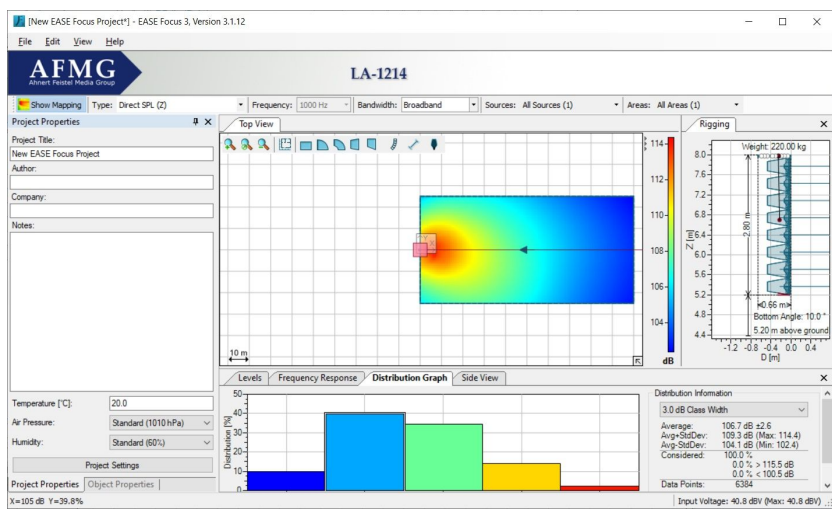 [New EASE Focus Project*] - EASE Focus 3, Version 3.1.12
File Edit View Help
AFMG
Ahnert Feistel Media Group
LA-1214
Show Mapping Type: Direct SPL (Z) Frequency: 1000 Hz Bandwidth: Broadband Sources: All Sources (1) Areas: All Areas (1)
Project Properties
Project Title:
New EASE Focus Project
Author:
Company:
Notes:
Temperature [°C]: 20.0
Air Pressure: Standard (1010 hPa)
Humidity: Standard (60%)
Project Settings
Project Properties Object Properties
Top View
10 m
114
112
110
108
106
104
dB
Rigging
Weight: 220.00 kg
Z [m]
8.0
7.6
7.2
6.8
6.4
6.0
5.6
5.2
4.8
4.4
2.80 m
0.66 m
Bottom Angle: 10.0 °
5.20 m above ground
-1.2 -0.8 -0.4 0.0 0.4
D [m]
Levels Frequency Response Distribution Graph Side View
Distribution [%]
50
40
30
20
10
0
Distribution Information
3.0 dB Class Width
Average: 106.7 dB ±2.6
Avg+StdDev: 109.3 dB (Max: 114.4)
Avg-StdDev: 104.1 dB (Min: 102.4)
Considered: 100.0 %
0.0 % > 115.5 dB
0.0 % < 100.5 dB
Data Points: 6384
X=105 dB Y=39.8%
Input Voltage: 40.8 dBV (Max: 40.8 dBV)